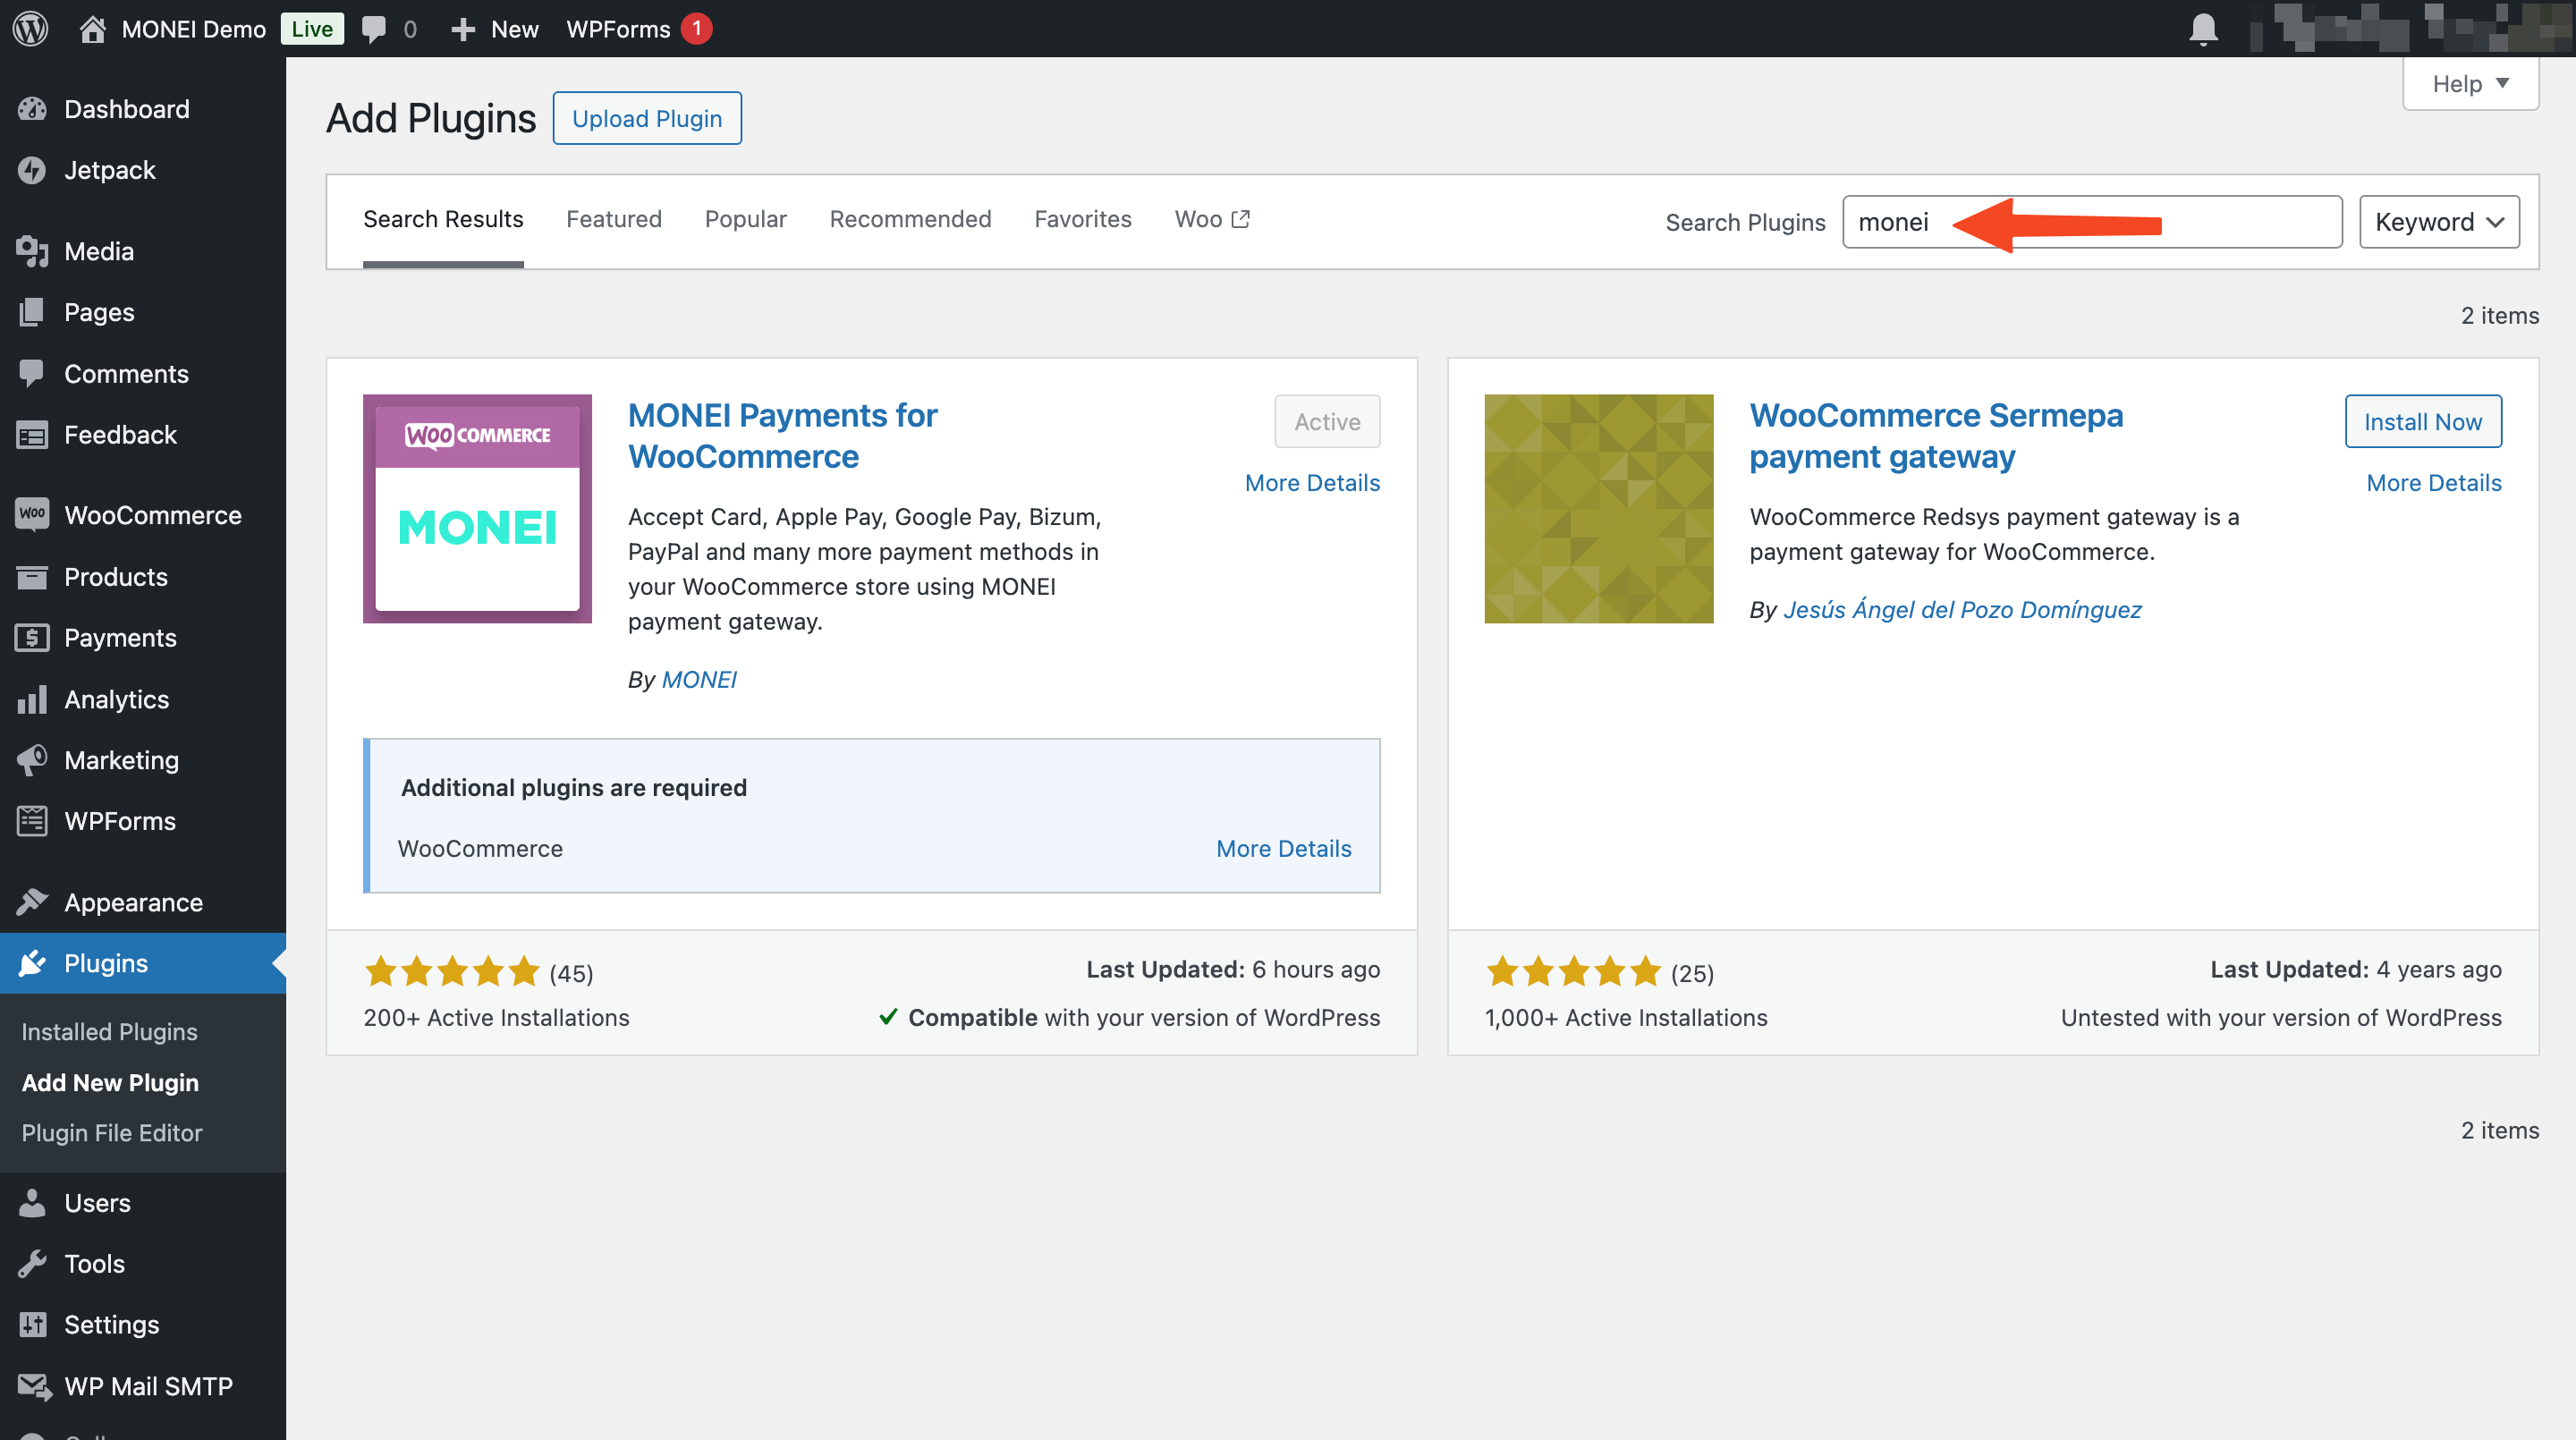 MONEI Demo Live 0 New WPForms 1
Help
Dashboard
Jetpack
Media
Pages
Comments
Feedback
WooCommerce
Products
Payments
Analytics
Marketing
WPForms
Appearance
Plugins
Installed Plugins
Add New Plugin
Plugin File Editor
Users
Tools
Settings
WP Mail SMTP
Add Plugins Upload Plugin
Search Results Featured Popular Recommended Favorites Woo
Search Plugins monei Keyword
2 items
WOO COMMERCE
MONEI
MONEI Payments for
WooCommerce
Active
More Details
Accept Card, Apple Pay, Google Pay, Bizum,
PayPal and many more payment methods in
your WooCommerce store using MONEI
payment gateway.
By MONEI
Additional plugins are required
WooCommerce More Details
(45)
Last Updated: 6 hours ago
200+ Active Installations
Compatible with your version of WordPress
WooCommerce Sermepa
payment gateway
Install Now
More Details
WooCommerce Redsys payment gateway is a
payment gateway for WooCommerce.
By Jesús Ángel del Pozo Domínguez
(25)
Last Updated: 4 years ago
1,000+ Active Installations
Untested with your version of WordPress
2 items